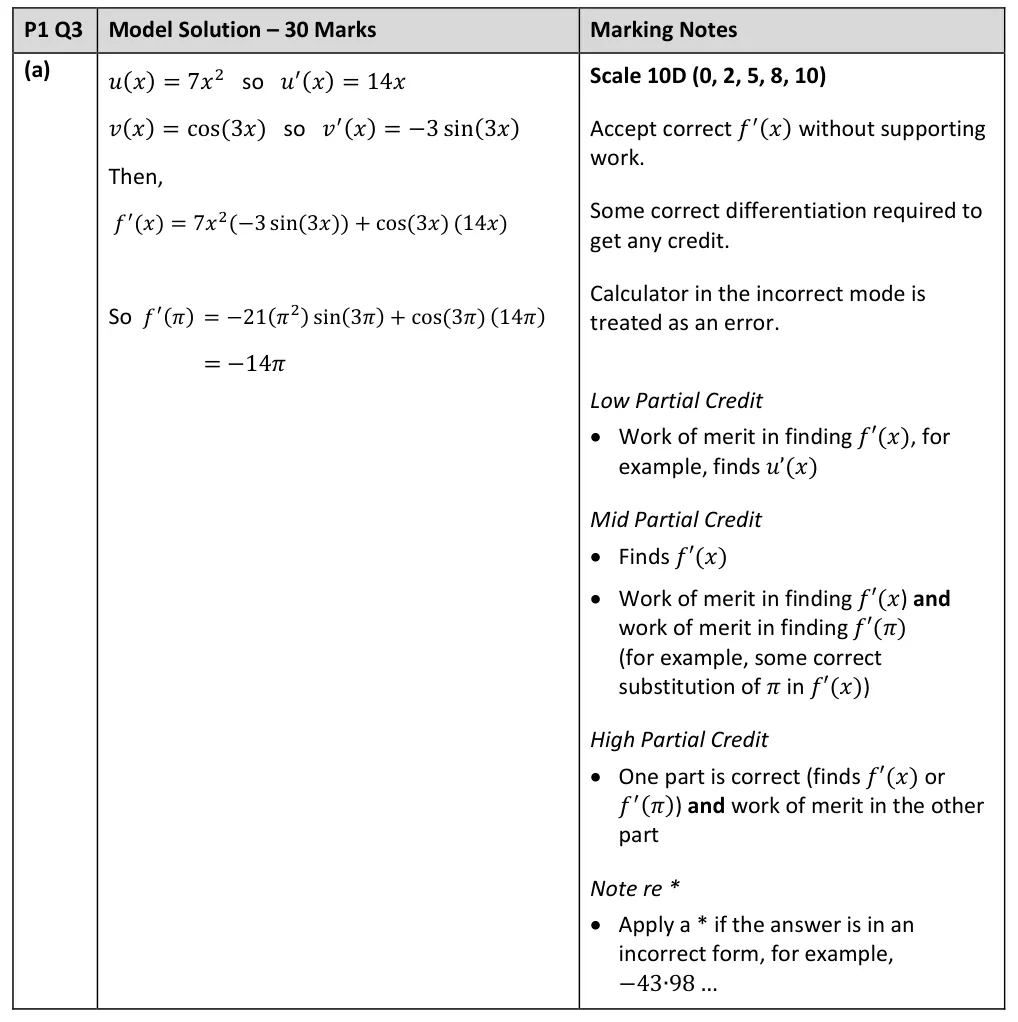 P1 Q3 Model Solution – 30 Marks Marking Notes
(a)
u(x) = 7x² so u′(x) = 14x
v(x) = cos(3x) so v′(x) = −3 sin(3x)
Then,
f′(x) = 7x²(−3 sin(3x)) + cos(3x) (14x)
So f′(π) = −21(π²) sin(3π) + cos(3π) (14π)
= −14π
Scale 10D (0, 2, 5, 8, 10)
Accept correct f′(x) without supporting
work.
Some correct differentiation required to
get any credit.
Calculator in the incorrect mode is
treated as an error.
Low Partial Credit
• Work of merit in finding f′(x), for
example, finds u’(x)
Mid Partial Credit
• Finds f′(x)
• Work of merit in finding f′(x) and
work of merit in finding f′(π)
(for example, some correct
substitution of π in f′(x))
High Partial Credit
• One part is correct (finds f′(x) or
f′(π)) and work of merit in the other
part
Note re *
• Apply a * if the answer is in an
incorrect form, for example,
−43·98 ...